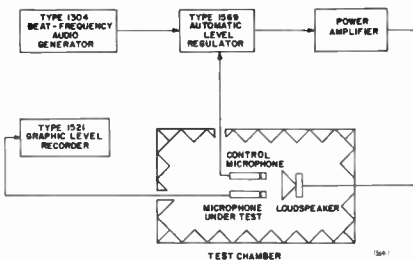 TYPE 1304
BEAT-FREQUENCY
AUDIO
GENERATOR
TYPE 1569
AUTOMATIC
LEVEL
REGULATOR
POWER
AMPLIFIER
TYPE 1521
GRAPHIC LEVEL
RECORDER
CONTROL
MICROPHONE
MICROPHONE
UNDER TEST
LOUDSPEAKER
TEST CHAMBER